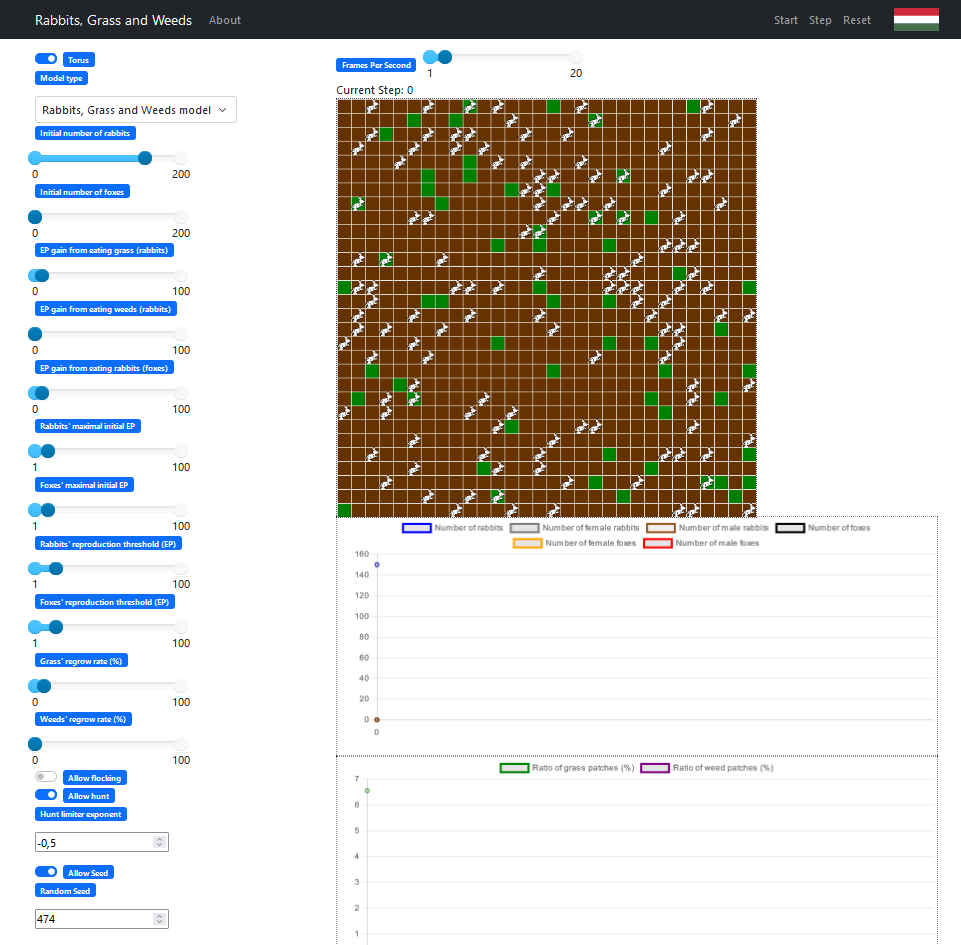 Rabbits, Grass and Weeds About Start Step Reset
Torus
Model type
Rabbits, Grass and Weeds model
Initial number of rabbits
0 200
Initial number of foxes
0 200
EP gain from eating grass (rabbits)
0 100
EP gain from eating weeds (rabbits)
0 100
EP gain from eating rabbits (foxes)
0 100
Rabbits' maximal initial EP
1 100
Foxes' maximal initial EP
1 100
Rabbits' reproduction threshold (EP)
1 100
Foxes' reproduction threshold (EP)
1 100
Grass' regrow rate (%)
0 100
Weeds' regrow rate (%)
0 100
Allow flocking
Allow hunt
Hunt limiter exponent
-0,5
Allow Seed
Random Seed
474
Frames Per Second
1 20
Current Step: 0
Number of rabbits Number of female rabbits Number of male rabbits Number of foxes
Number of female foxes Number of male foxes
160
140
120
100
80
60
40
20
0
0
Ratio of grass patches (%) Ratio of weed patches (%)
7
6
5
4
3
2
1